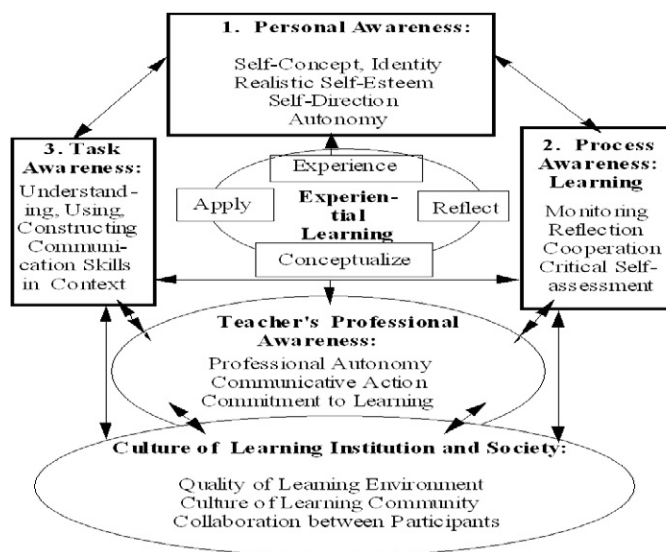 1. Personal Awareness:
Self-Concept, Identity
Realistic Self-Esteem
Self-Direction
Autonomy
3. Task
Awareness:
Understand-
ing, Using,
Constructing
Communi-
cation Skills
in Context
Experience
Apply
Experien-
tial
Learning
Reflect
Conceptualize
2. Process
Awareness:
Learning
Monitoring
Reflection
Cooperation
Critical Self-
assessment
Teacher's Professional
Awareness:
Professional Autonomy
Communicative Action
Commitment to Learning
Culture of Learning Institution and Society:
Quality of Learning Environment
Culture of Learning Community
Collaboration between Participants